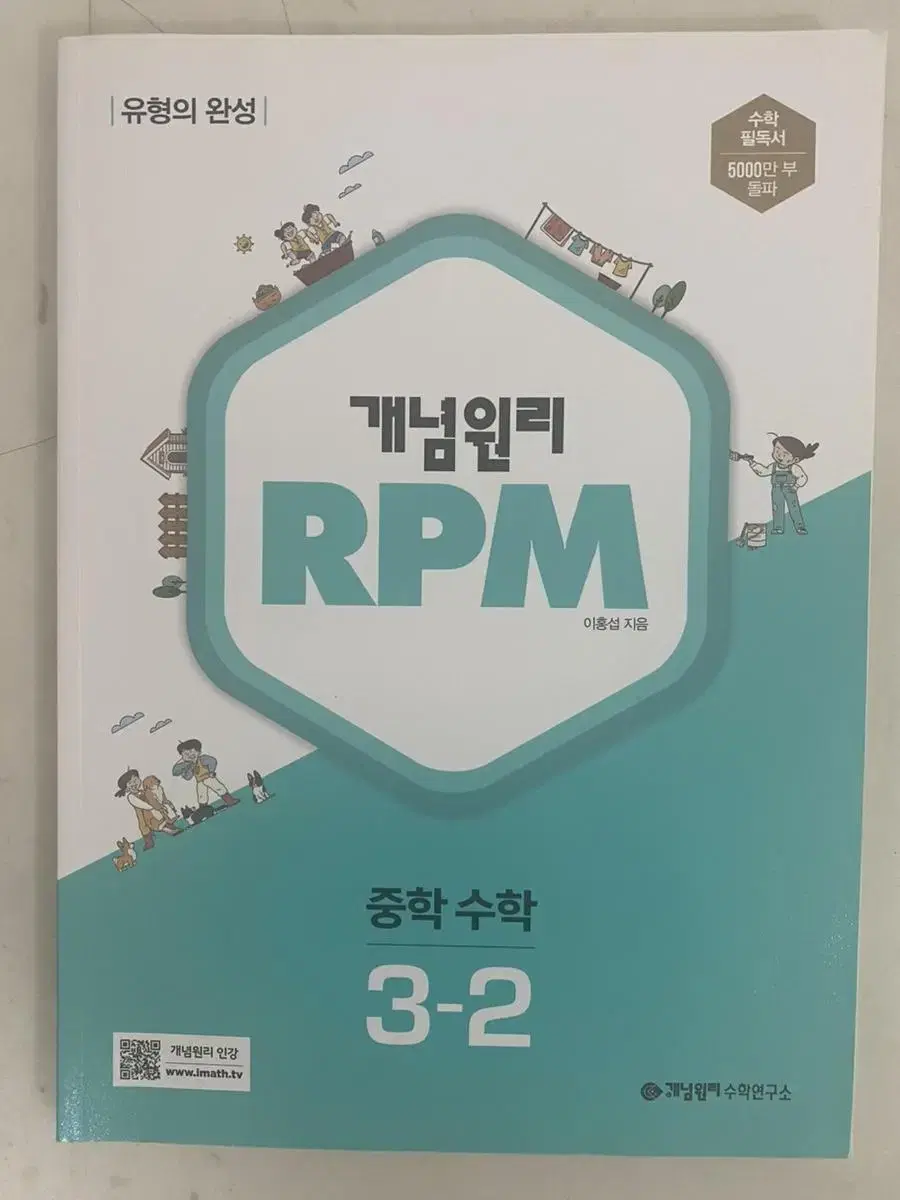 유형의 완성
수학
필독서
5000만 부
돌파
개념원리
RPM
이홍섭 지음
중학 수학
3-2
개념원리 인강
www.imath.tv
개념원리 수학연구소